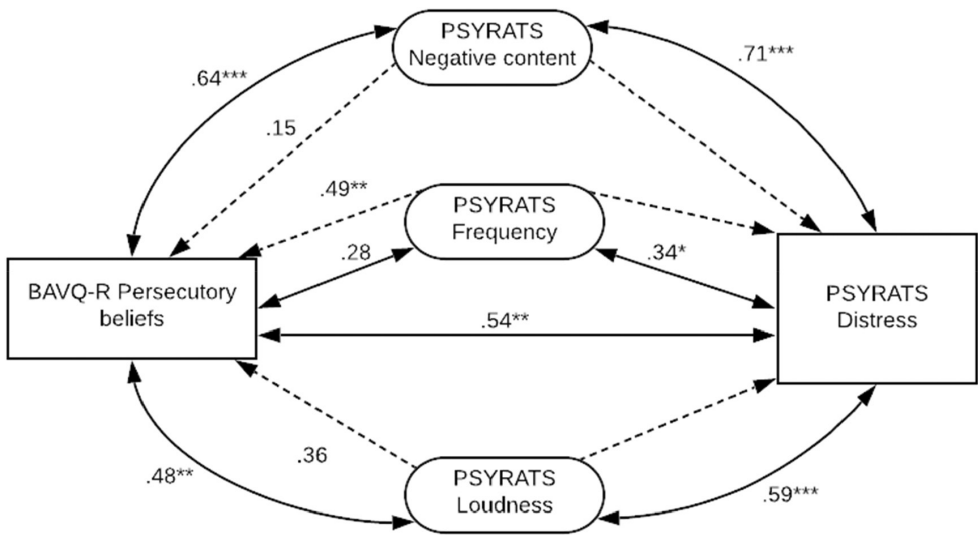 PSYRATS
Negative content
.64***
.71***
.15
.49**
PSYRATS
Frequency
.28
.34*
BAVQ-R Persecutory
beliefs
PSYRATS
Distress
.54**
.36
.48**
PSYRATS
Loudness
.59***